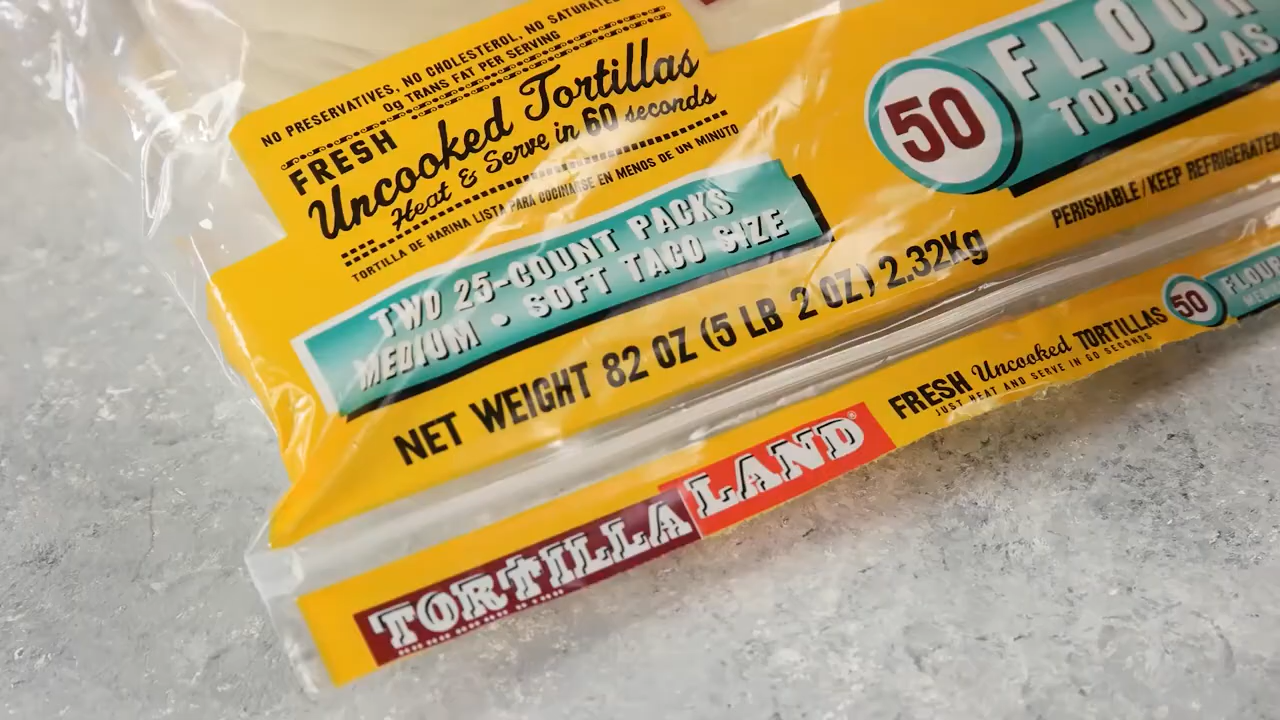 NO PRESERVATIVES, NO CHOLESTEROL, NO SATURATED
0g TRANS FAT PER SERVING
FRESH
Uncooked Tortillas
Heat & Serve in 60 seconds
TORTILLA DE HARINA LISTA PARA COCINARSE EN MENOS DE UN MINUTO
TWO 25-COUNT PACKS
MEDIUM • SOFT TACO SIZE
NET WEIGHT 82 OZ (5 LB 2 OZ) 2.32Kg
50
FLOUR
TORTILLAS
PERISHABLE/KEEP REFRIGERATED
TORTILLALAND®
FRESH Uncooked TORTILLAS
JUST HEAT AND SERVE IN 60 SECONDS
50
FLOUR